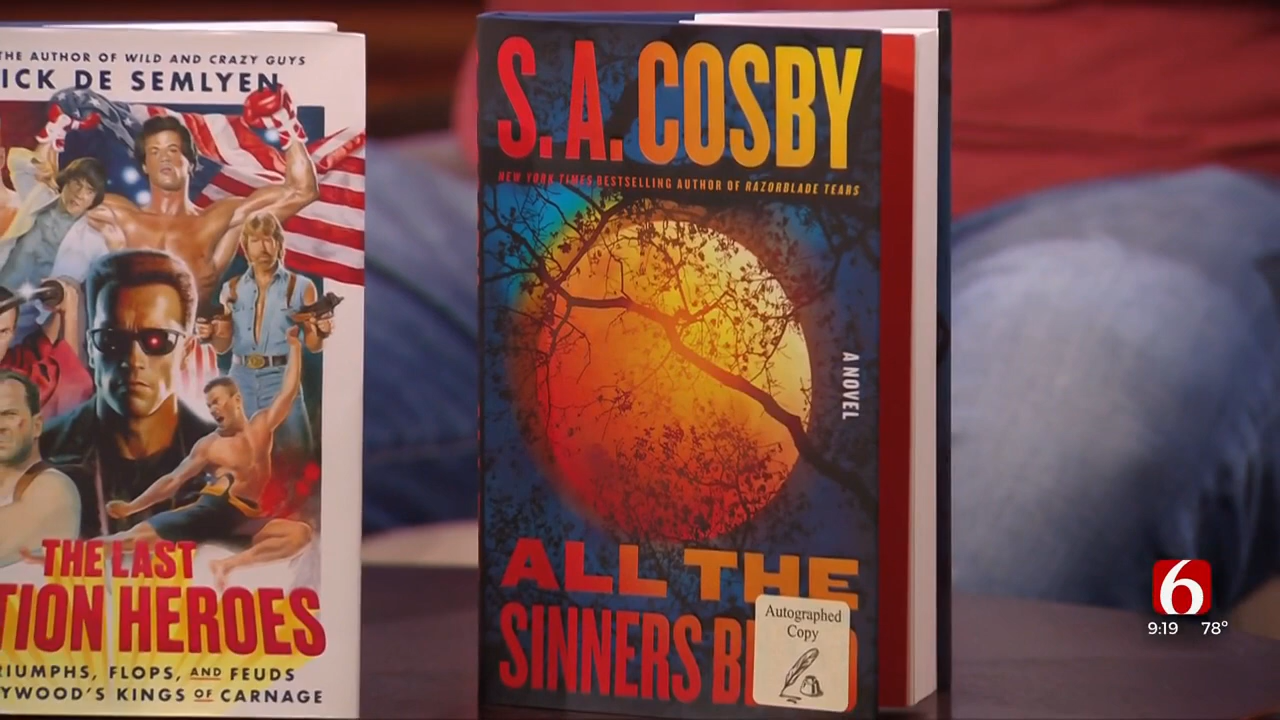 THE AUTHOR OF WILD AND CRAZY GUYS
ICK DE SEMLYEN
THE LAST
TION HEROES
RIUMPHS, FLOPS, AND FEUDS
YWOOD'S KINGS OF CARNAGE
S. A. COSBY
NEW YORK TIMES BESTSELLING AUTHOR OF RAZORBLADE TEARS
A NOVEL
ALL THE
SINNERS B
Autographed
Copy
6
9:19 78°